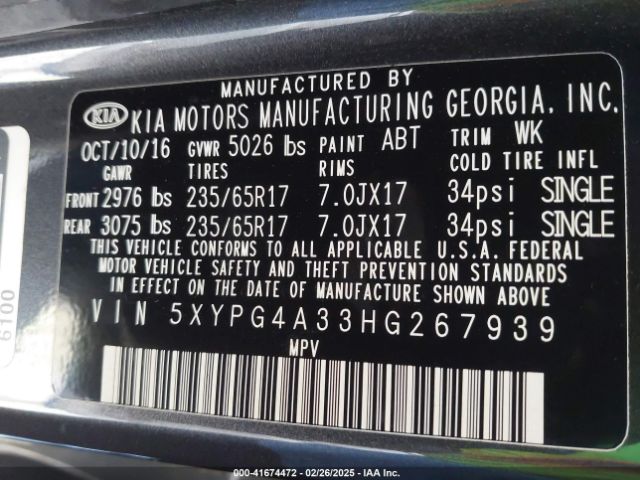 MANUFACTURED BY
KIA KIA MOTORS MANUFACTURING GEORGIA, INC.
OCT/10/16 GVWR 5026 lbs PAINT ABT TRIM WK
GAWR TIRES RIMS COLD TIRE INFL
FRONT 2976 lbs 235/65R17 7.0JX17 34psi SINGLE
REAR 3075 lbs 235/65R17 7.0JX17 34psi SINGLE
THIS VEHICLE CONFORMS TO ALL APPLICABLE U.S.A. FEDERAL
MOTOR VEHICLE SAFETY AND THEFT PREVENTION STANDARDS
IN EFFECT ON THE DATE OF MANUFACTURE SHOWN ABOVE
VIN 5XYPG4A33HG267939
MPV
6100
000-41674472 — 02/26/2025 — IAA Inc.